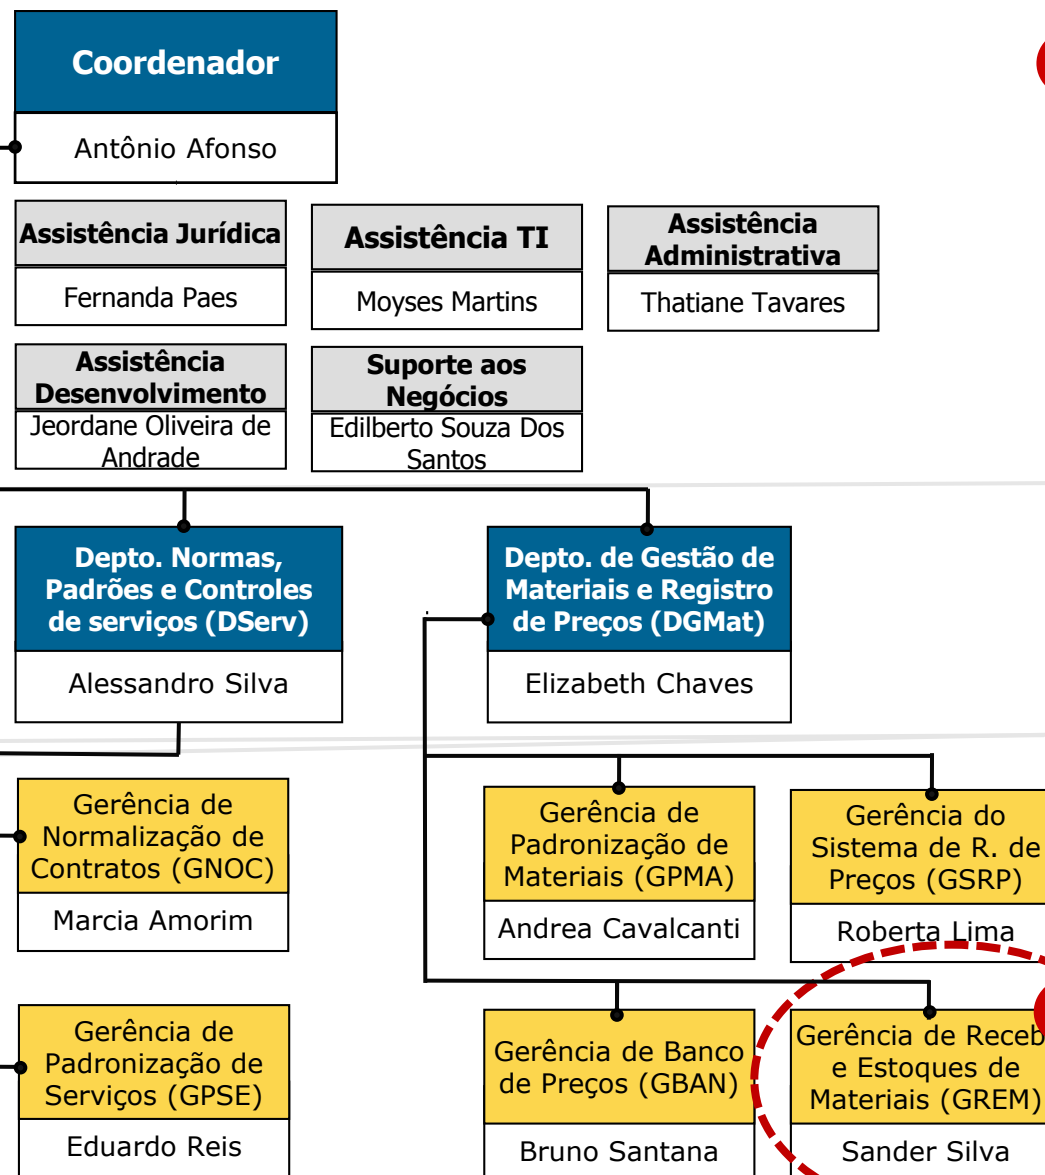 Coordenador
Antônio Afonso
Assistência Jurídica
Fernanda Paes
Assistência TI
Moyses Martins
Assistência
Administrativa
Thatiane Tavares
Assistência
Desenvolvimento
Jeordane Oliveira de
Andrade
Suporte aos
Negócios
Edilberto Souza Dos
Santos
Depto. Normas,
Padrões e Controles
de serviços (DServ)
Alessandro Silva
Depto. de Gestão de
Materiais e Registro
de Preços (DGMat)
Elizabeth Chaves
Gerência de
Normalização de
Contratos (GNOC)
Marcia Amorim
Gerência de
Padronização de
Materiais (GPMA)
Andrea Cavalcanti
Gerência do
Sistema de R. de
Preços (GSRP)
Roberta Lima
Gerência de
Padronização de
Serviços (GPSE)
Eduardo Reis
Gerência de Banco
de Preços (GBAN)
Bruno Santana
Gerência de Receb
e Estoques de
Materiais (GREM)
Sander Silva